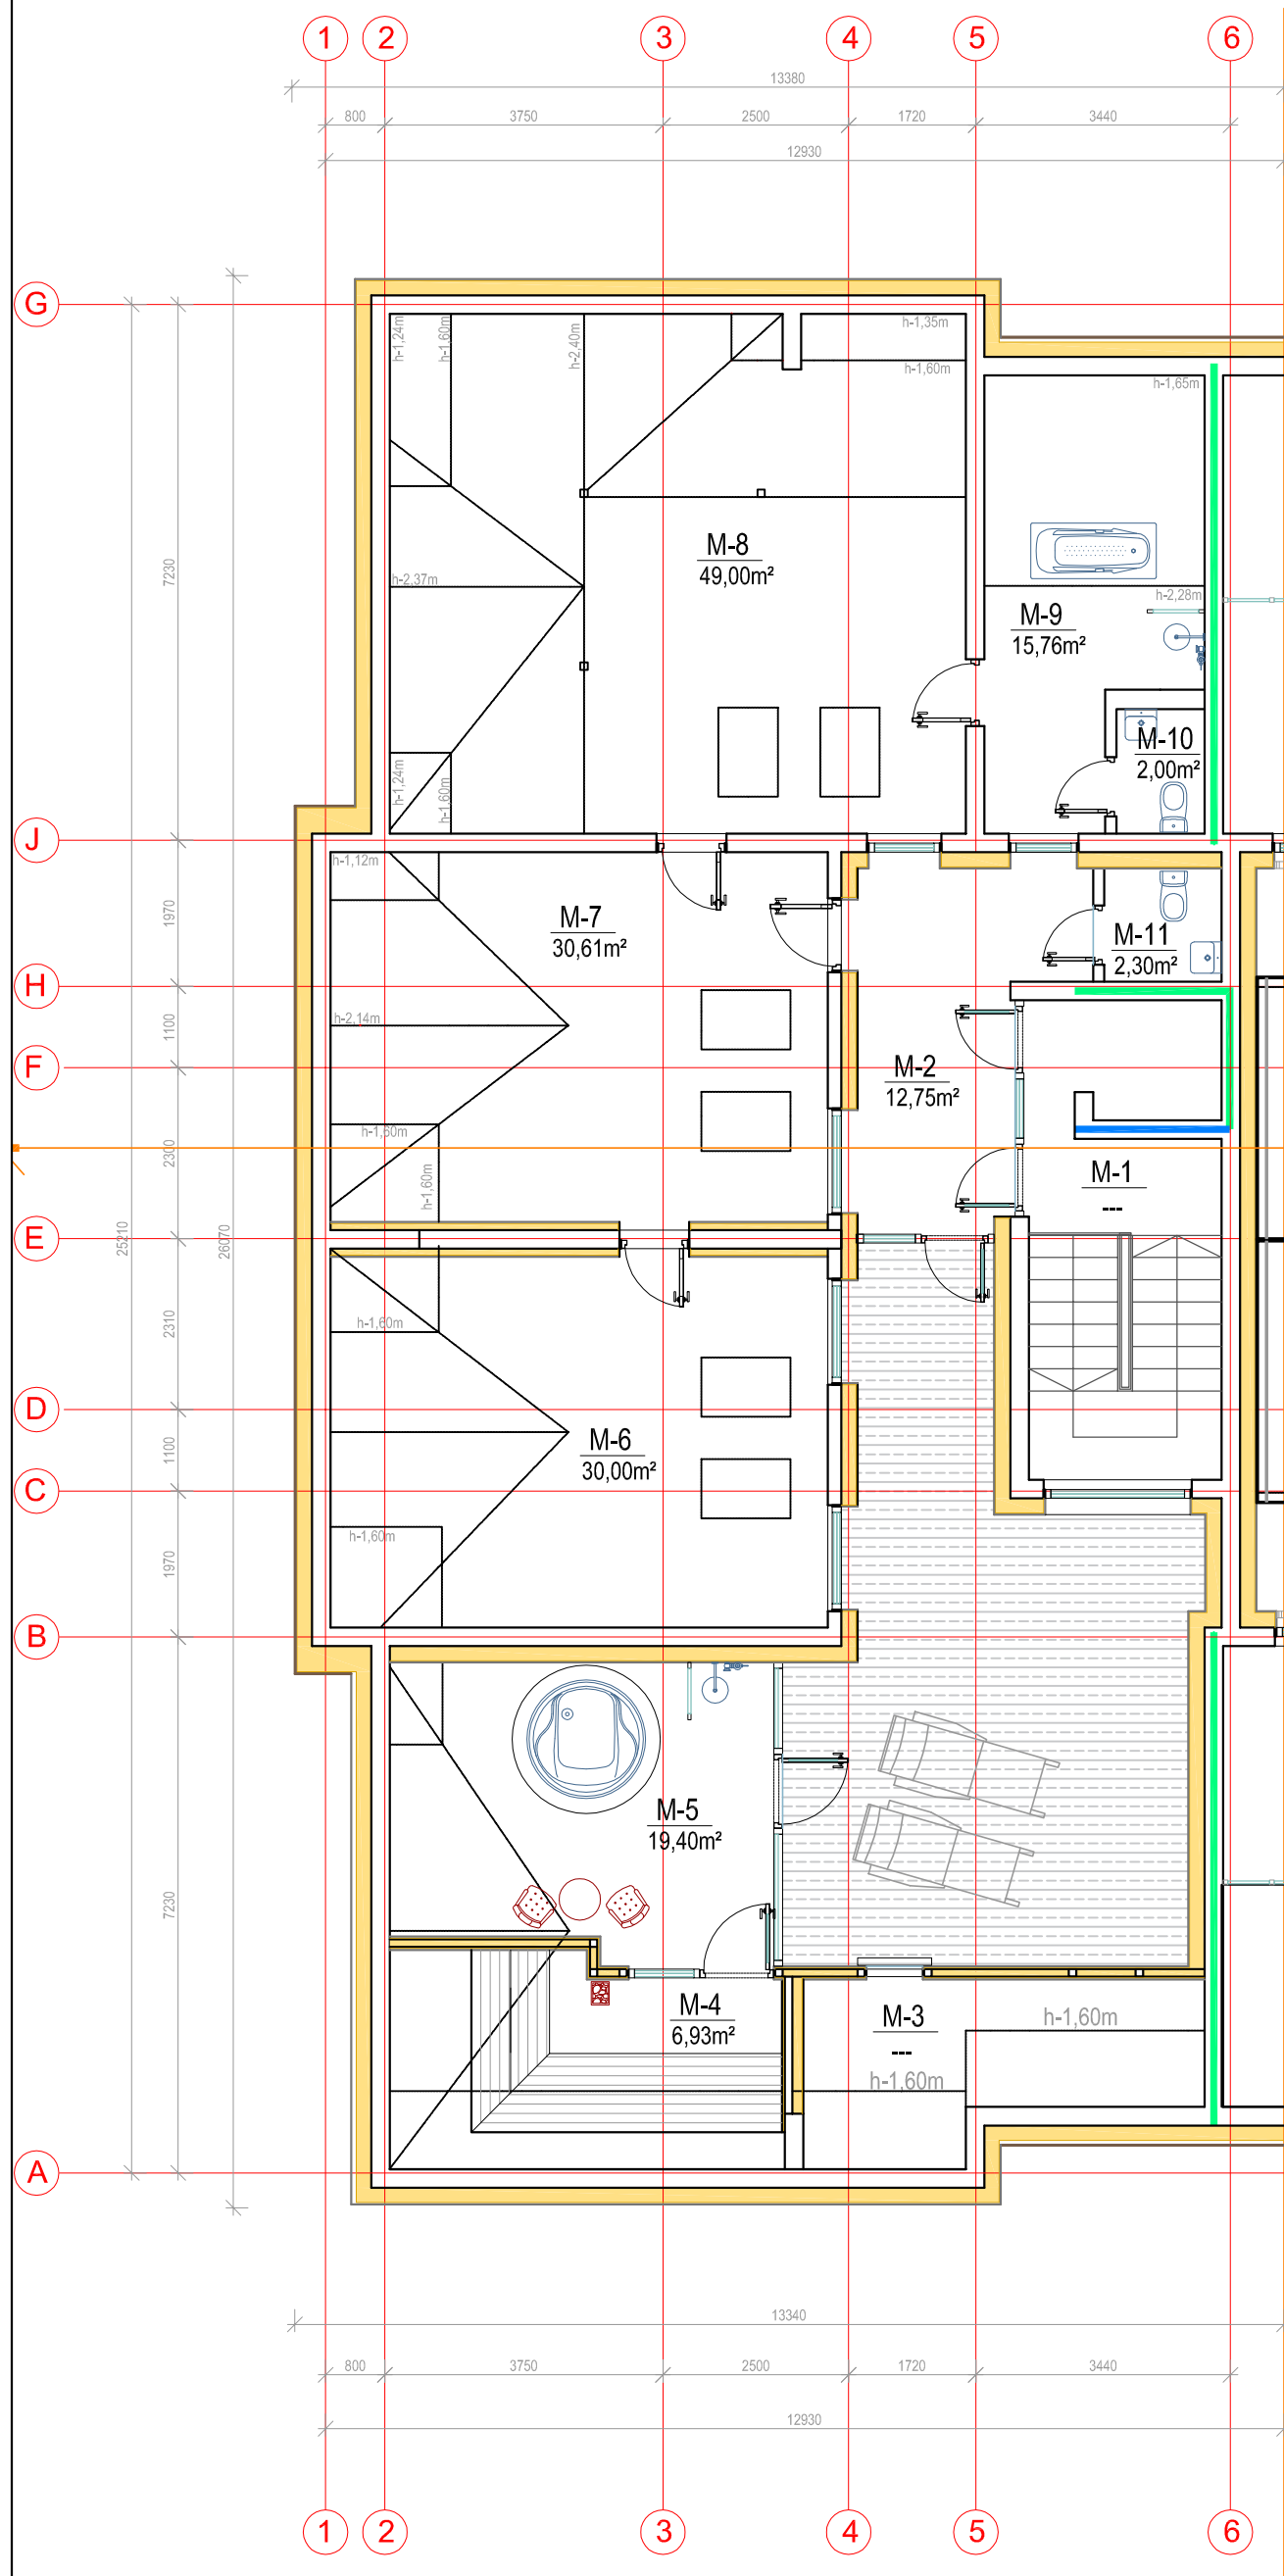 1 2 3 4 5 6
13380
800 3750 2500 1720 3440
12930
G
h-1,24m
h-1,60m
h-2,40m
h-1,35m
h-1,60m
h-1,65m
M-8
49,00m²
7230
h-2,37m
h-2,28m
M-9
15,76m²
M-10
2,00m²
h-1,24m
h-1,60m
J
h-1,12m
M-7
30,61m²
1970
M-11
2,30m²
H
h-2,14m
1100
F
M-2
12,75m²
h-1,60m
2300
h-1,60m
M-1
---
E
25210
26070
h-1,60m
2310
D
M-6
30,00m²
1100
C
h-1,60m
1970
B
M-5
19,40m²
7230
M-4
6,93m²
M-3
---
h-1,60m
h-1,60m
A
13340
800 3750 2500 1720 3440
12930
1 2 3 4 5 6